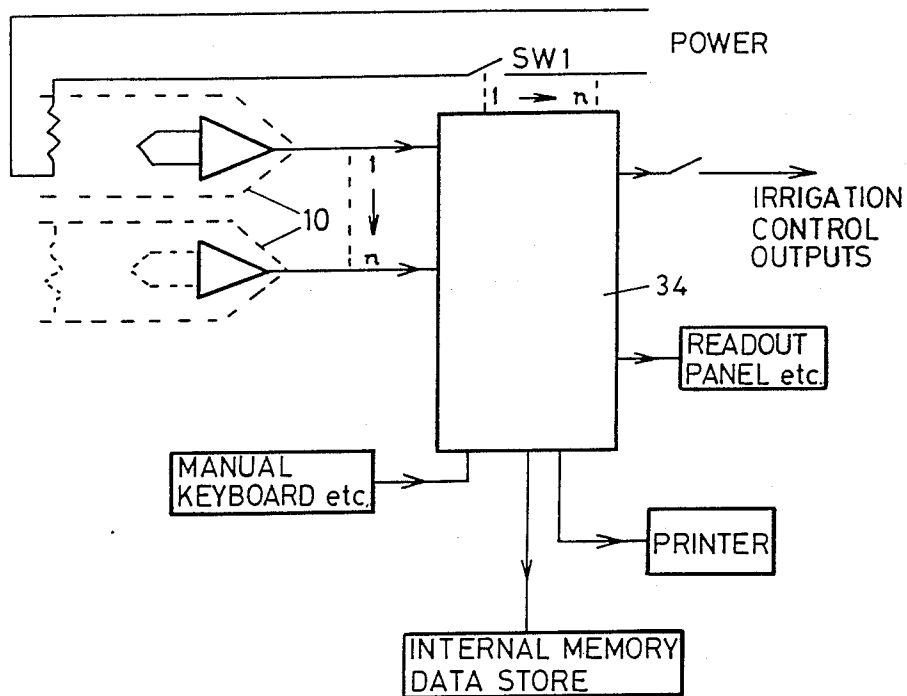 POWER
SW1
1 n
1
10
n
IRRIGATION
CONTROL
OUTPUTS
34
READOUT
PANEL etc.
MANUAL
KEYBOARD etc.
PRINTER
INTERNAL MEMORY
DATA STORE